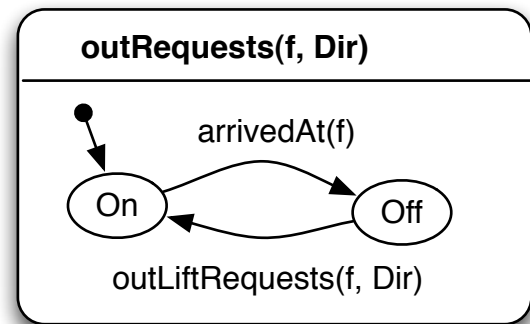 outRequests(f, Dir)
arrivedAt(f)
On
Off
outLiftRequests(f, Dir)